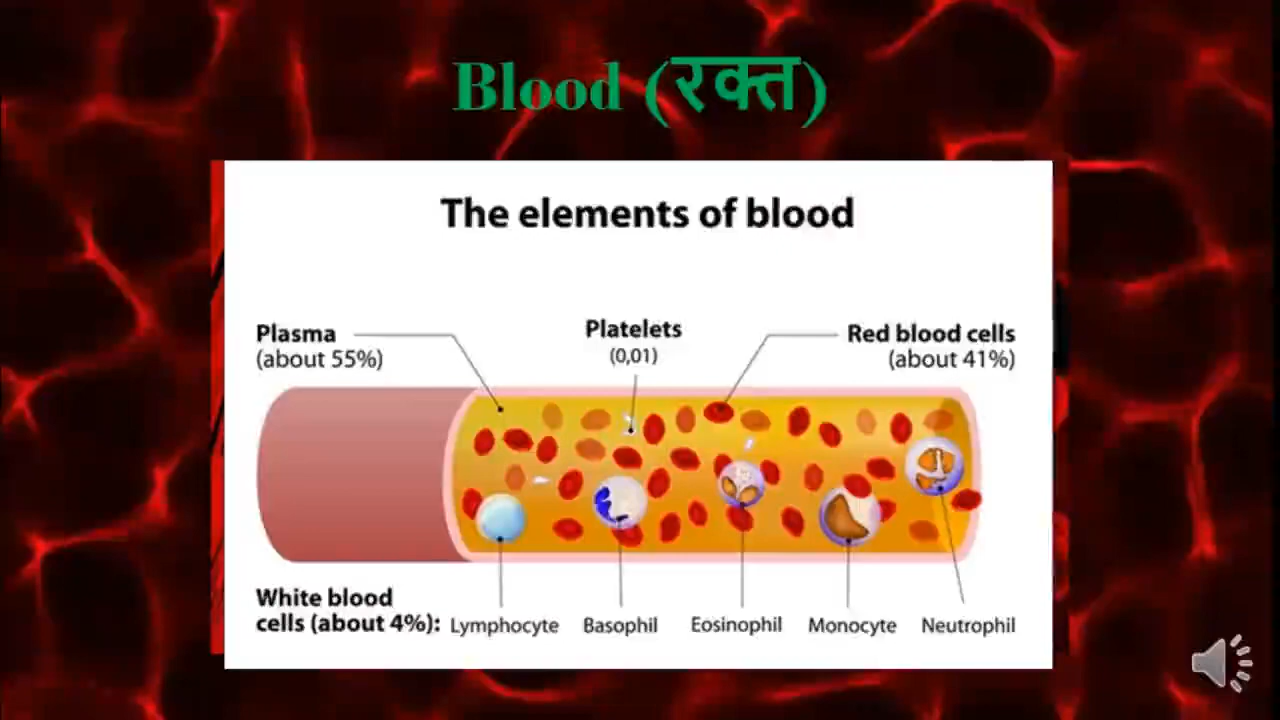 Blood (रक्त)
The elements of blood
Plasma
(about 55%)
Platelets
(0,01)
Red blood cells
(about 41%)
White blood
cells (about 4%): Lymphocyte Basophil Eosinophil Monocyte Neutrophil